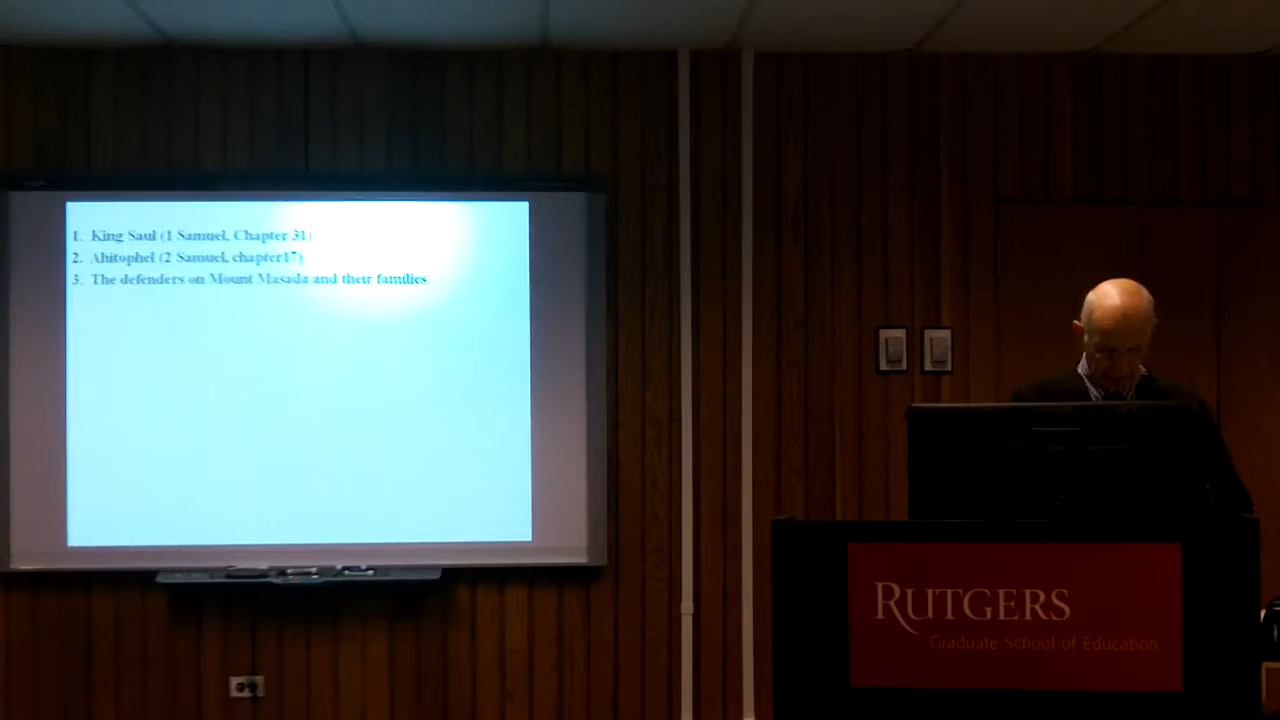 1. King Saul (1 Samuel, Chapter 31)
2. Ahitophel (2 Samuel, chapter17)
3. The defenders on Mount Masada and their families
RUTGERS
Graduate School of Education